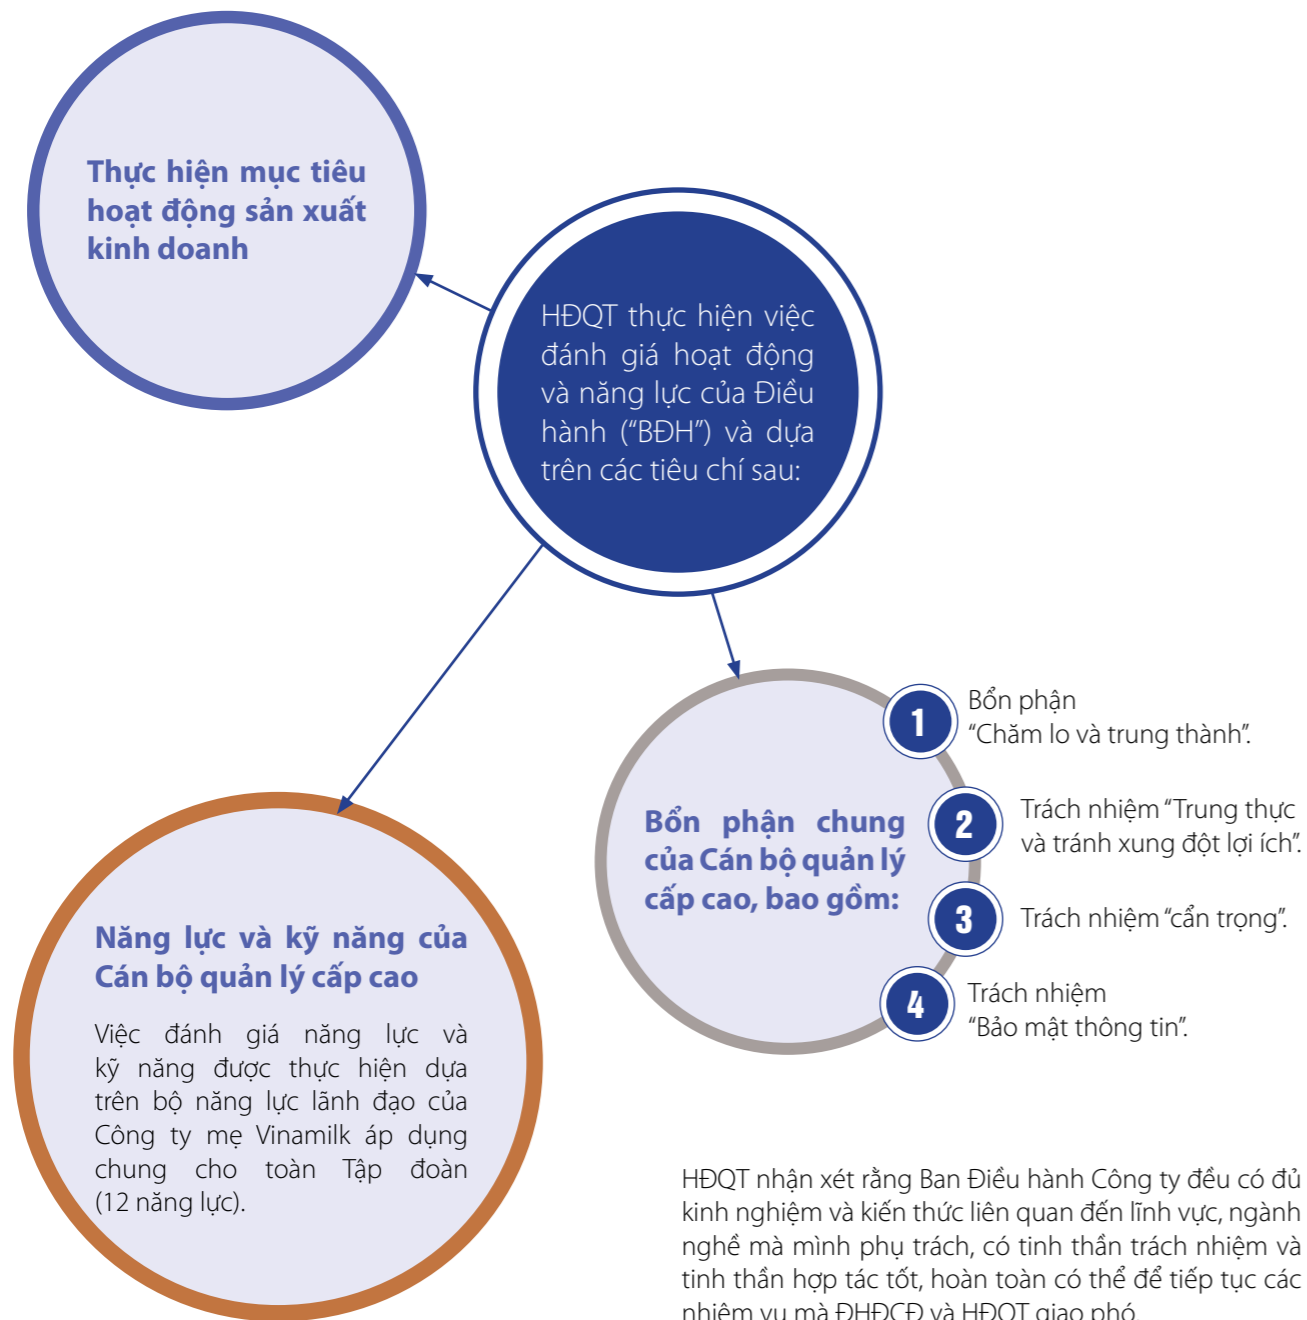 Thực hiện mục tiêu
hoạt động sản xuất
kinh doanh
HĐQT thực hiện việc
đánh giá hoạt động
và năng lực của Điều
hành (“BĐH”) và dựa
trên các tiêu chí sau:
Bổn phận chung
của Cán bộ quản lý
cấp cao, bao gồm:
1
Bổn phận
“Chăm lo và trung thành”.
2
Trách nhiệm “Trung thực
và tránh xung đột lợi ích”.
3
Trách nhiệm “cẩn trọng”.
4
Trách nhiệm
“Bảo mật thông tin”.
Năng lực và kỹ năng của
Cán bộ quản lý cấp cao
Việc đánh giá năng lực và
kỹ năng được thực hiện dựa
trên bộ năng lực lãnh đạo của
Công ty mẹ Vinamilk áp dụng
chung cho toàn Tập đoàn
(12 năng lực).
HĐQT nhận xét rằng Ban Điều hành Công ty đều có đủ
kinh nghiệm và kiến thức liên quan đến lĩnh vực, ngành
nghề mà mình phụ trách, có tinh thần trách nhiệm và
tinh thần hợp tác tốt, hoàn toàn có thể để tiếp tục các
nhiệm vụ mà ĐHĐCĐ và HĐQT giao phó.